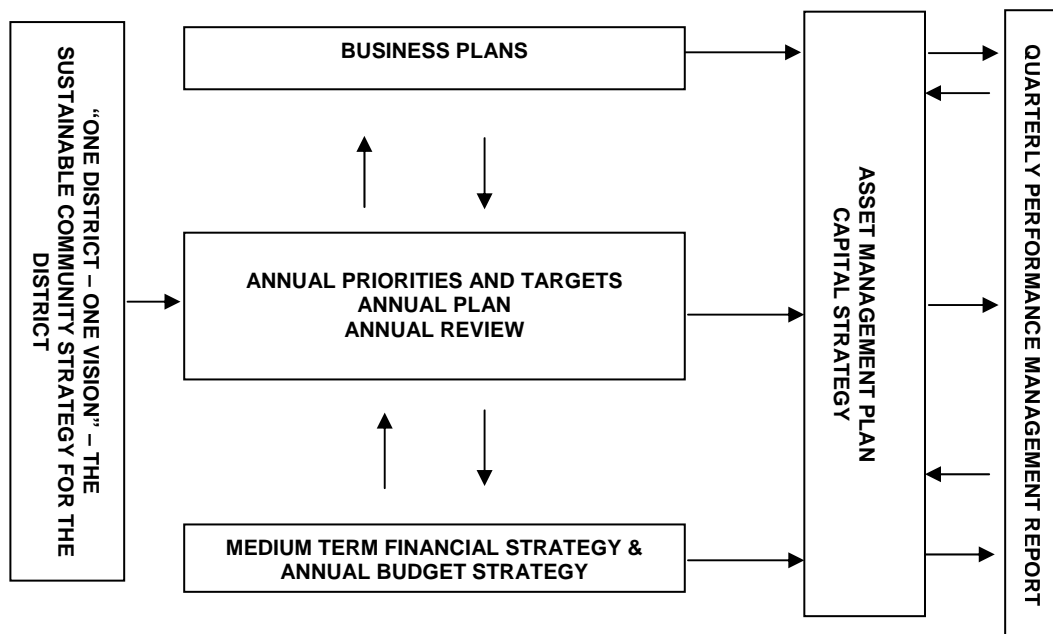 “ONE DISTRICT – ONE VISION” – THE
SUSTAINABLE COMMUNITY STRATEGY FOR THE
DISTRICT
BUSINESS PLANS
ANNUAL PRIORITIES AND TARGETS
ANNUAL PLAN
ANNUAL REVIEW
MEDIUM TERM FINANCIAL STRATEGY &
ANNUAL BUDGET STRATEGY
ASSET MANAGEMENT PLAN
CAPITAL STRATEGY
QUARTERLY PERFORMANCE MANAGEMENT REPORT